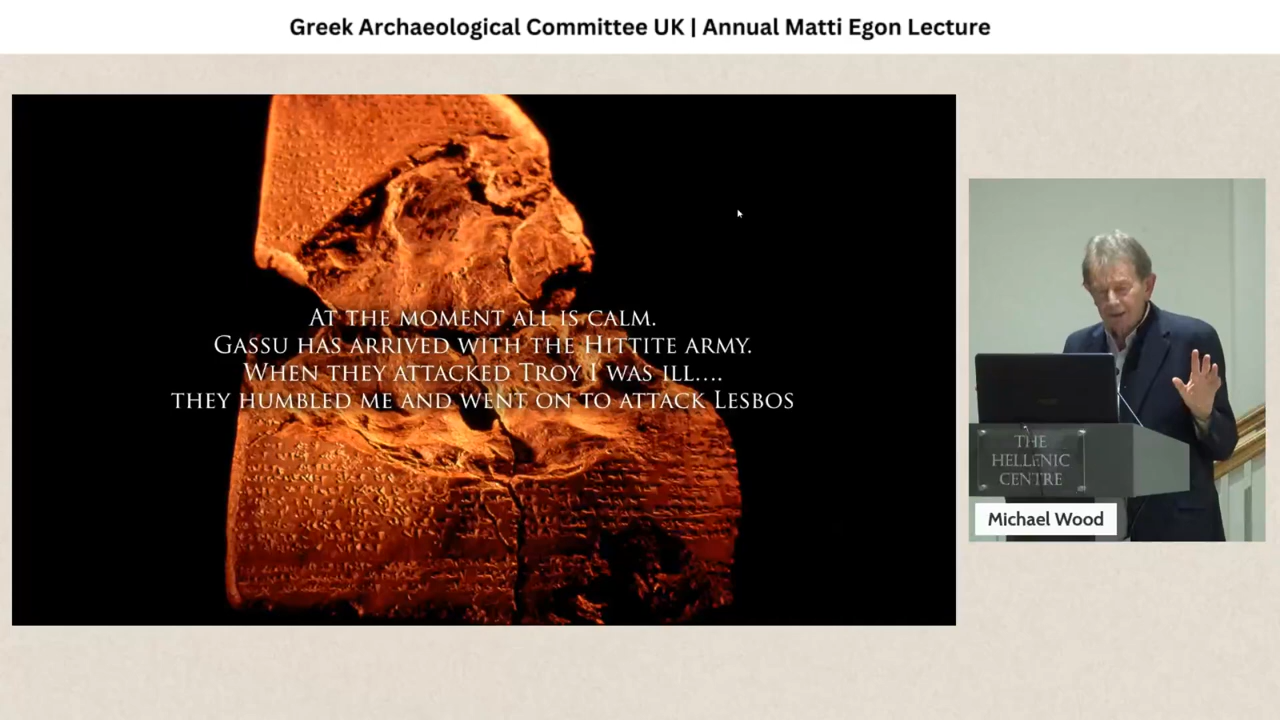 Greek Archaeological Committee UK | Annual Matti Egon Lecture
At the moment all is calm.
Gassu has arrived with the Hittite army.
When they attacked Troy I was ill....
they humbled me and went on to attack Lesbos
THE
HELLENIC
CENTRE
Michael Wood